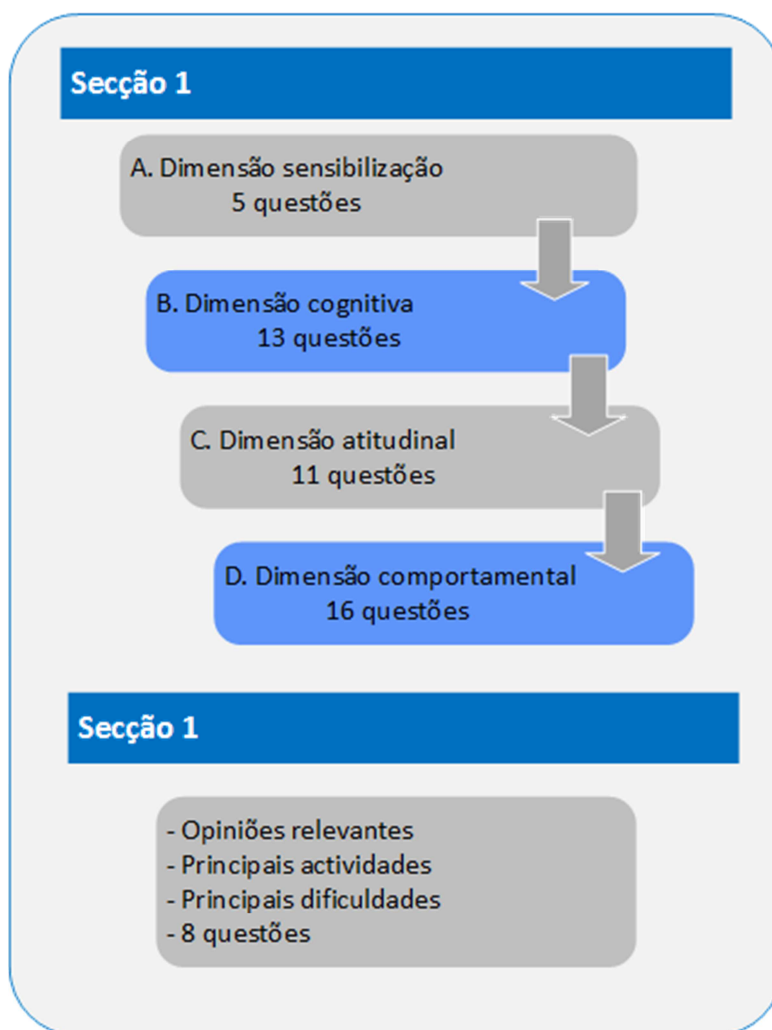 Secção 1
A. Dimensão sensibilização
5 questões
B. Dimensão cognitiva
13 questões
C. Dimensão atitudinal
11 questões
D. Dimensão comportamental
16 questões
Secção 1
- Opiniões relevantes
- Principais actividades
- Principais dificuldades
- 8 questões